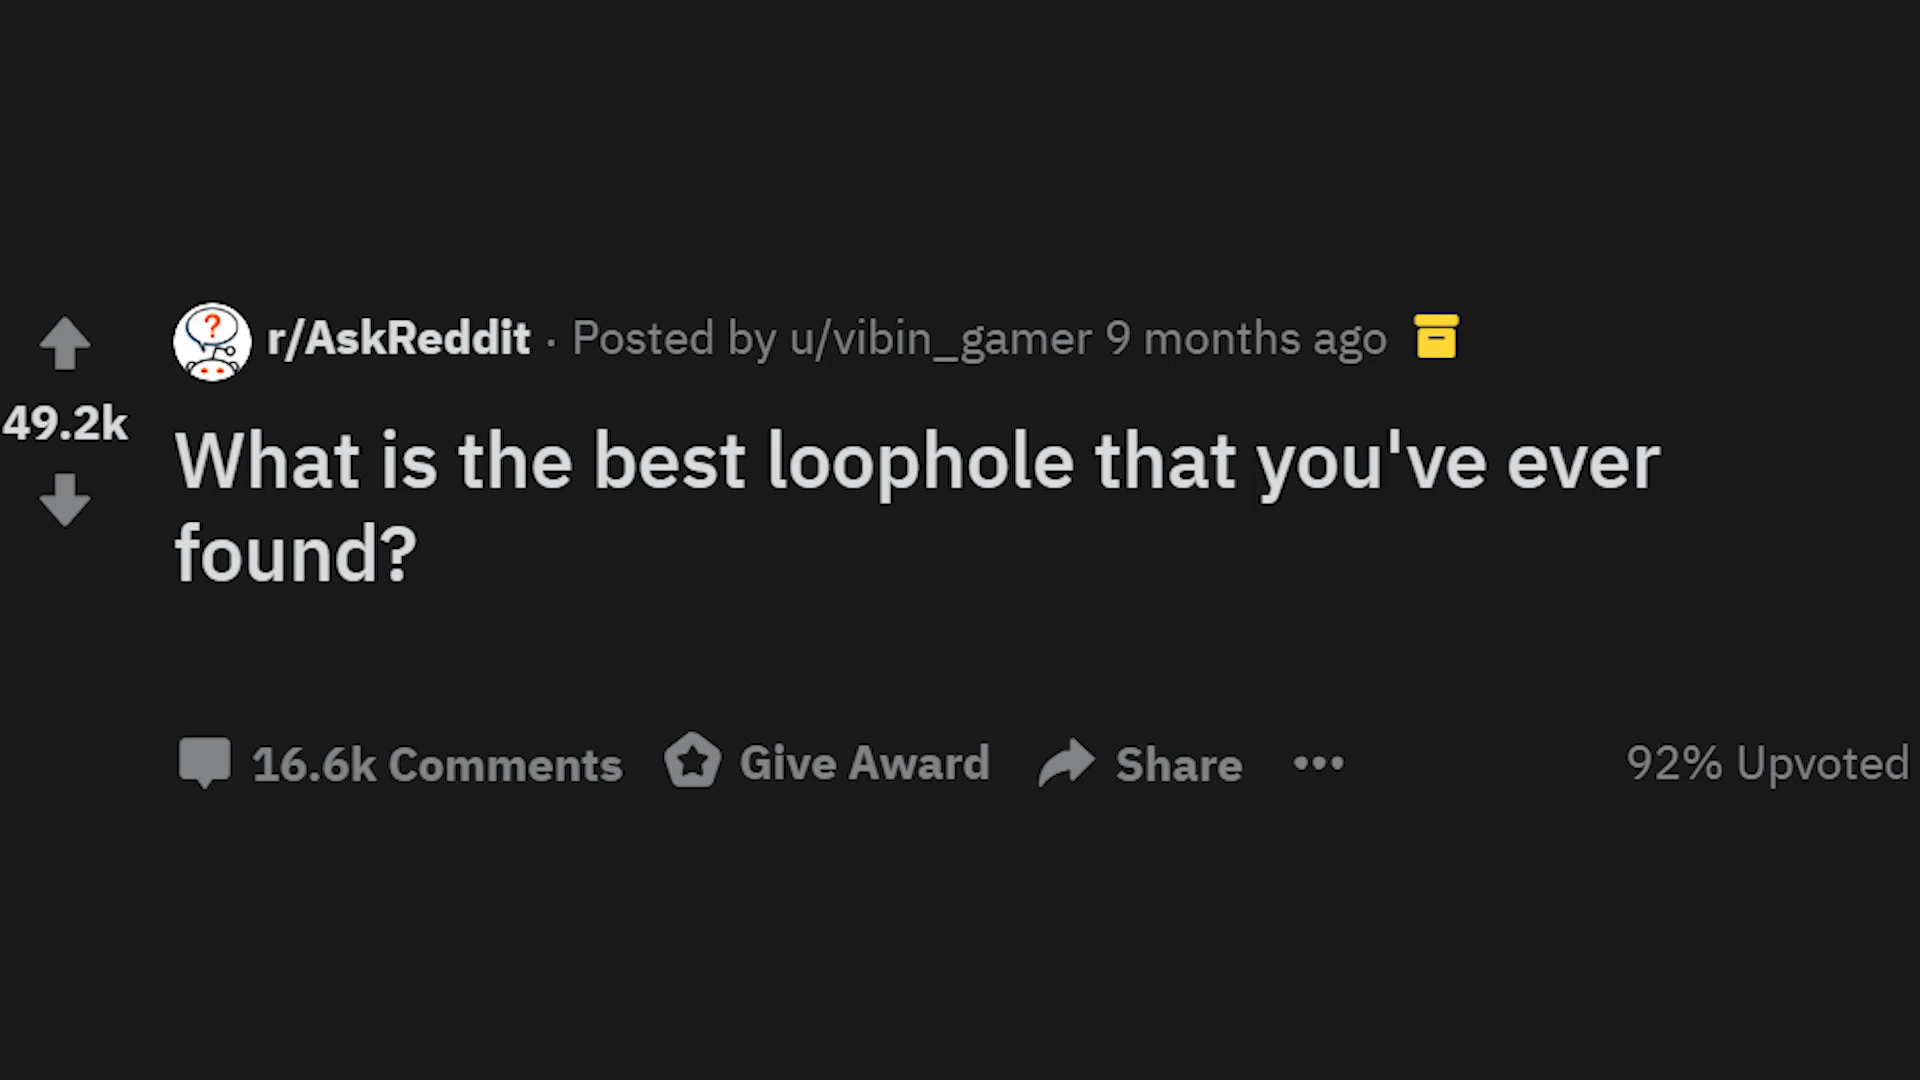 r/AskReddit · Posted by u/vibin_gamer 9 months ago
49.2k
What is the best loophole that you've ever
found?
16.6k Comments Give Award Share ••• 92% Upvoted